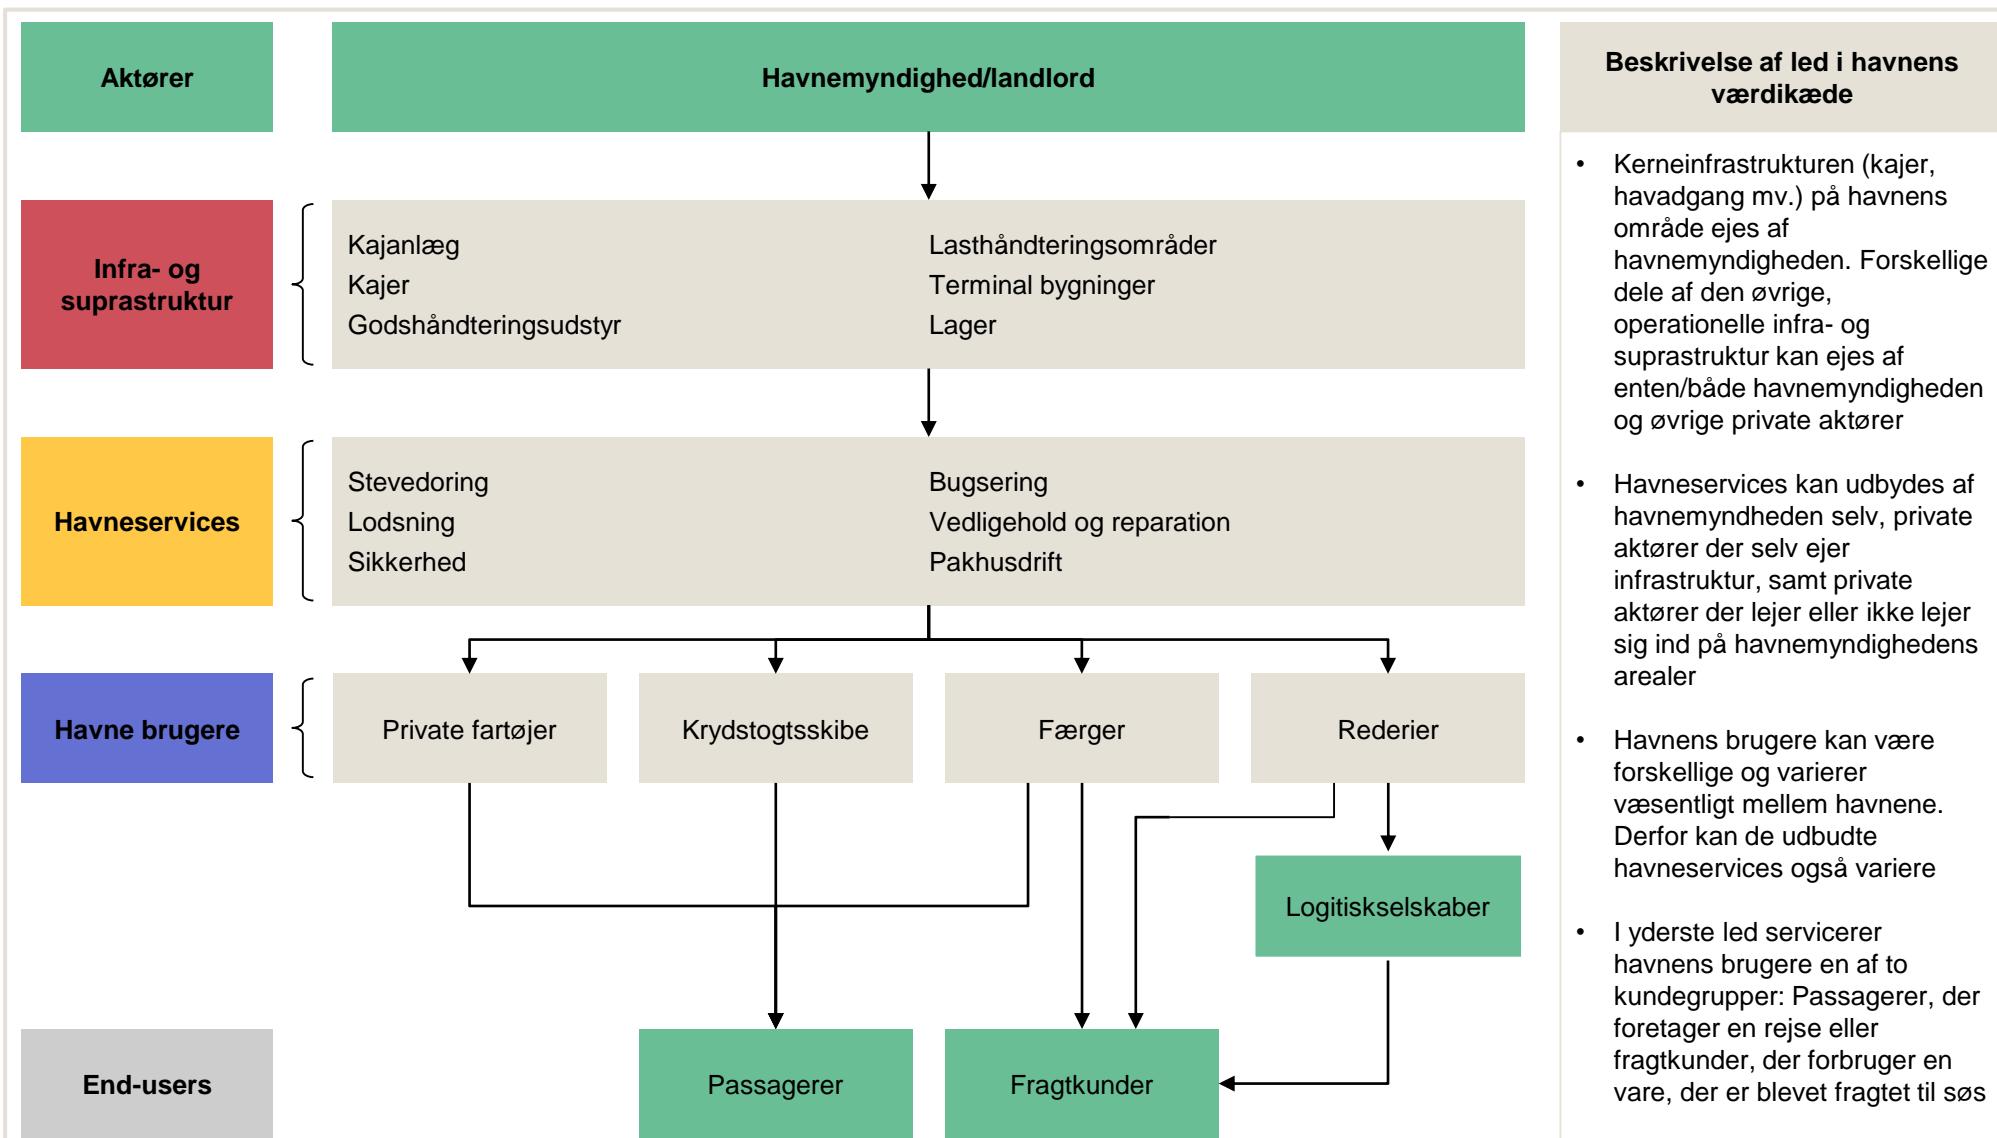 Aktører
Havnemyndighed/landlord
Infra- og
suprastruktur
Kajanlæg
Kajer
Godshåndteringsudstyr
Lasthåndteringsområder
Terminal bygninger
Lager
Havneservices
Stevedoring
Lodsning
Sikkerhed
Bugsering
Vedligehold og reparation
Pakhusdrift
Havne brugere
Private fartøjer
Krydstogtsskibe
Færger
Rederier
Logitiskselskaber
End-users
Passagerer
Fragtkunder
Beskrivelse af led i havnens
værdikæde
• Kerneinfrastrukturen (kajer,
havadgang mv.) på havnens
område ejes af
havnemyndigheden. Forskellige
dele af den øvrige,
operationelle infra- og
suprastruktur kan ejes af
enten/både havnemyndigheden
og øvrige private aktører
• Havneservices kan udbydes af
havnemyndheden selv, private
aktører der selv ejer
infrastruktur, samt private
aktører der lejer eller ikke lejer
sig ind på havnemyndighedens
arealer
• Havnens brugere kan være
forskellige og varierer
væsentligt mellem havnene.
Derfor kan de udbudte
havneservices også variere
• I yderste led servicerer
havnens brugere en af to
kundegrupper: Passagerer, der
foretager en rejse eller
fragtkunder, der forbruger en
vare, der er blevet fragtet til søs